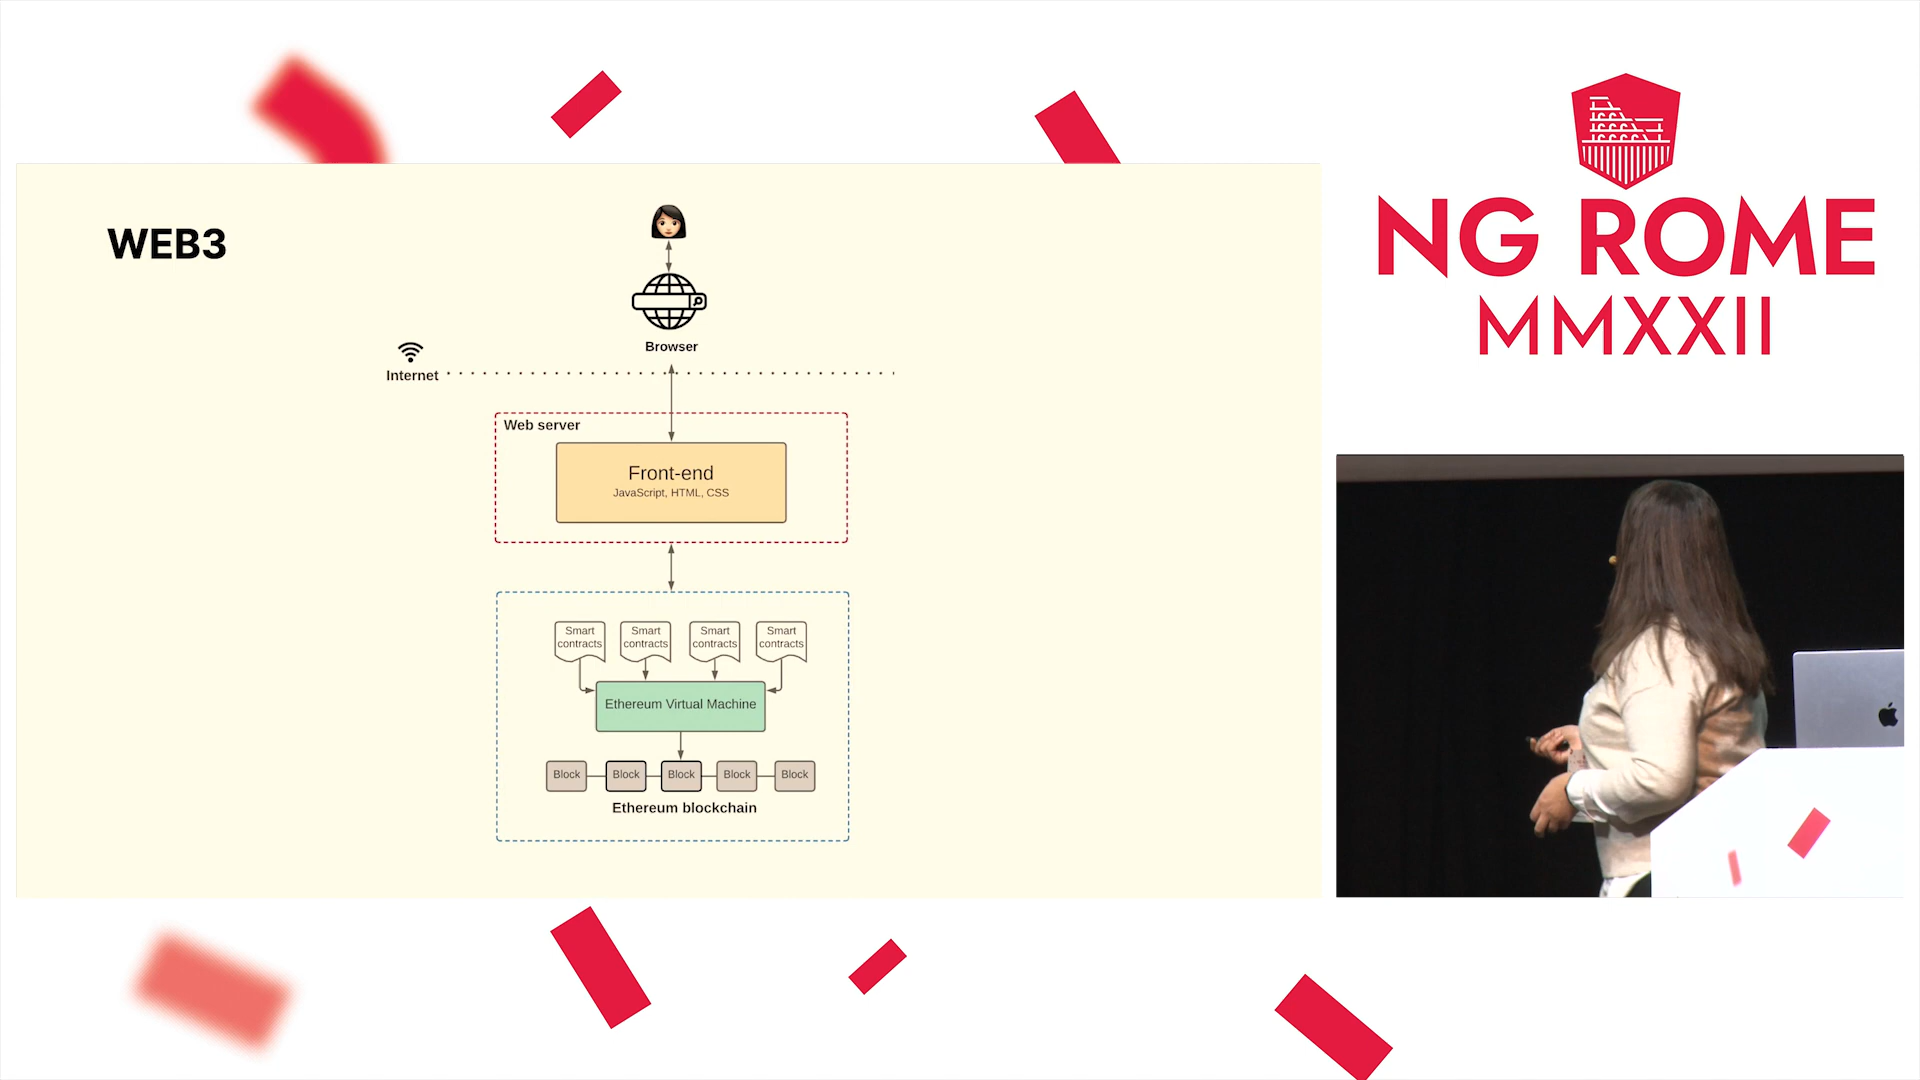 WEB3
Browser
Internet
Web server
Front-end
JavaScript, HTML, CSS
Smart
contracts
Smart
contracts
Smart
contracts
Smart
contracts
Ethereum Virtual Machine
Block
Block
Block
Block
Block
Ethereum blockchain
NG ROME
MMXXII